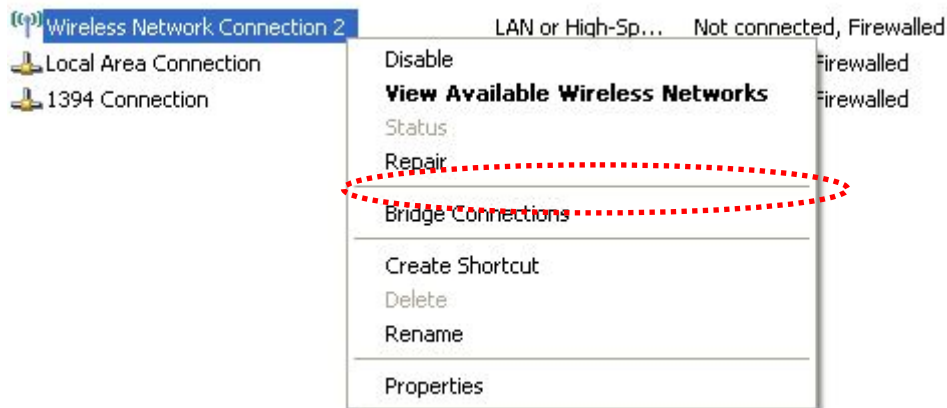 Wireless Network Connection 2 LAN or High-Sp... Not connected, Firewalled
Local Area Connection Firewalled
1394 Connection Firewalled
Disable
View Available Wireless Networks
Status
Repair
Bridge Connections
Create Shortcut
Delete
Rename
Properties